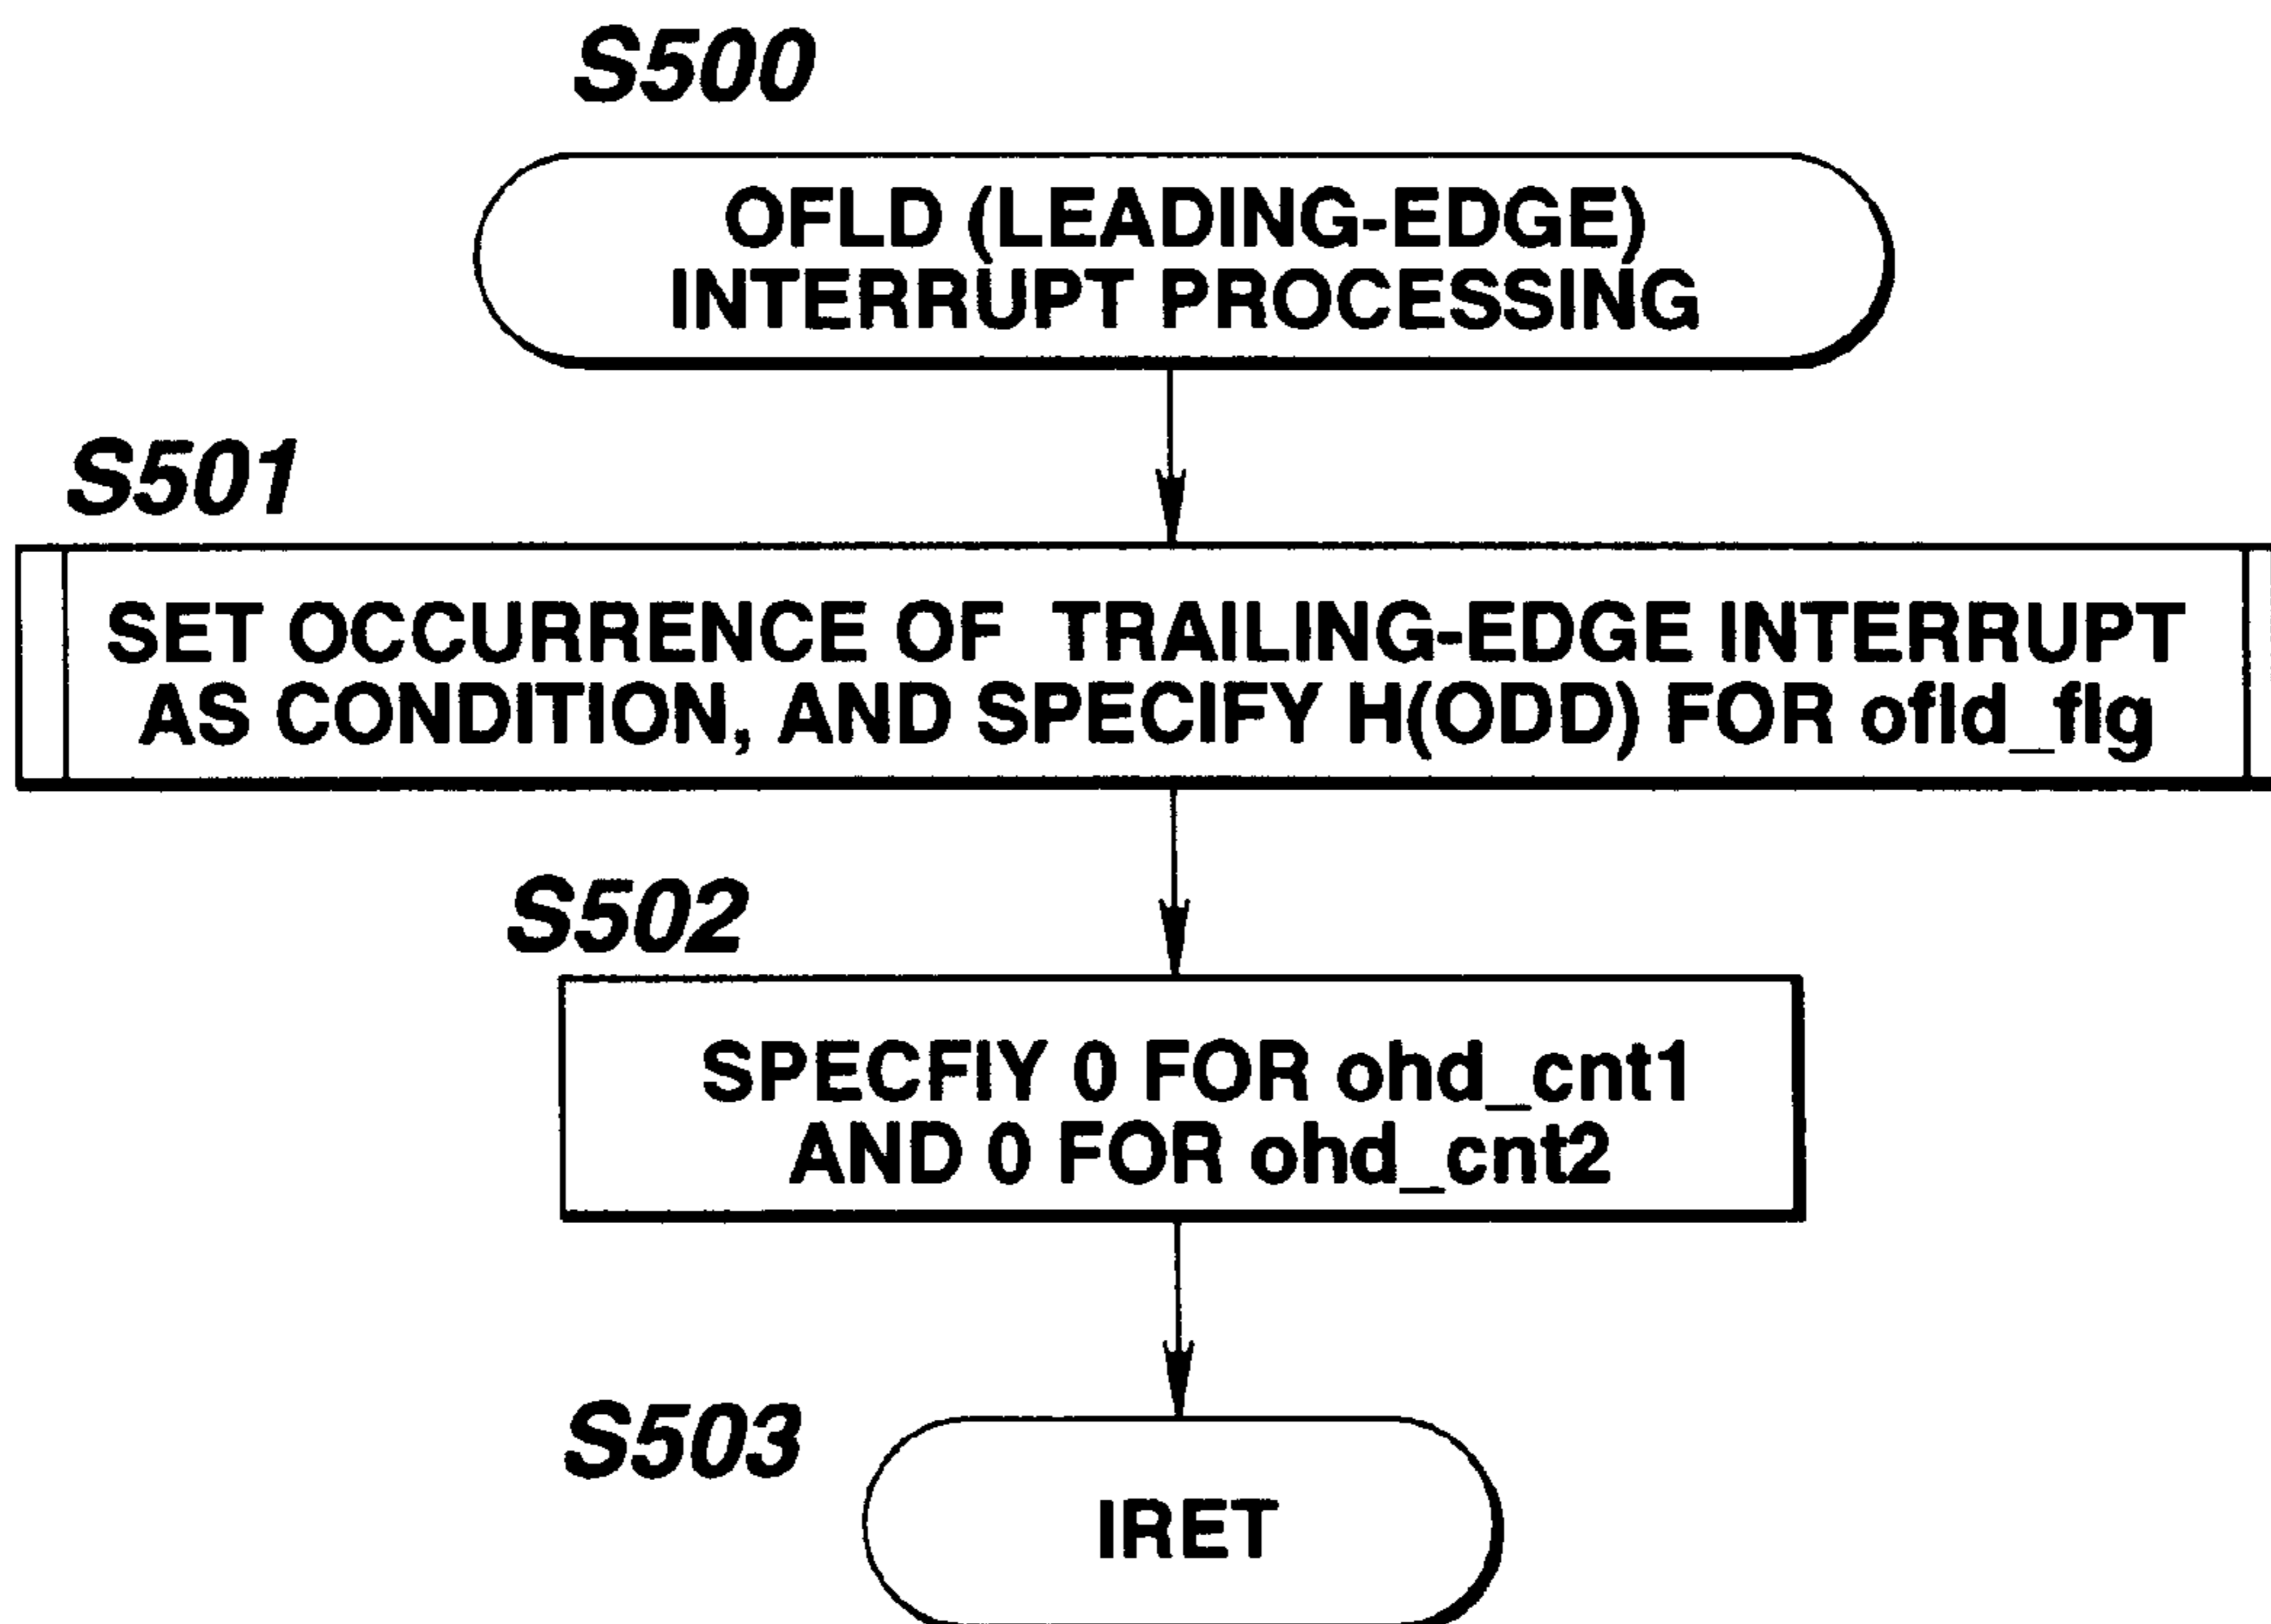 S500
OFLD (LEADING-EDGE)
INTERRUPT PROCESSING
S501
SET OCCURRENCE OF TRAILING-EDGE INTERRUPT
AS CONDITION, AND SPECIFY H(ODD) FOR ofld_flg
S502
SPECFIY 0 FOR ohd_cnt1
AND 0 FOR ohd_cnt2
S503
IRET